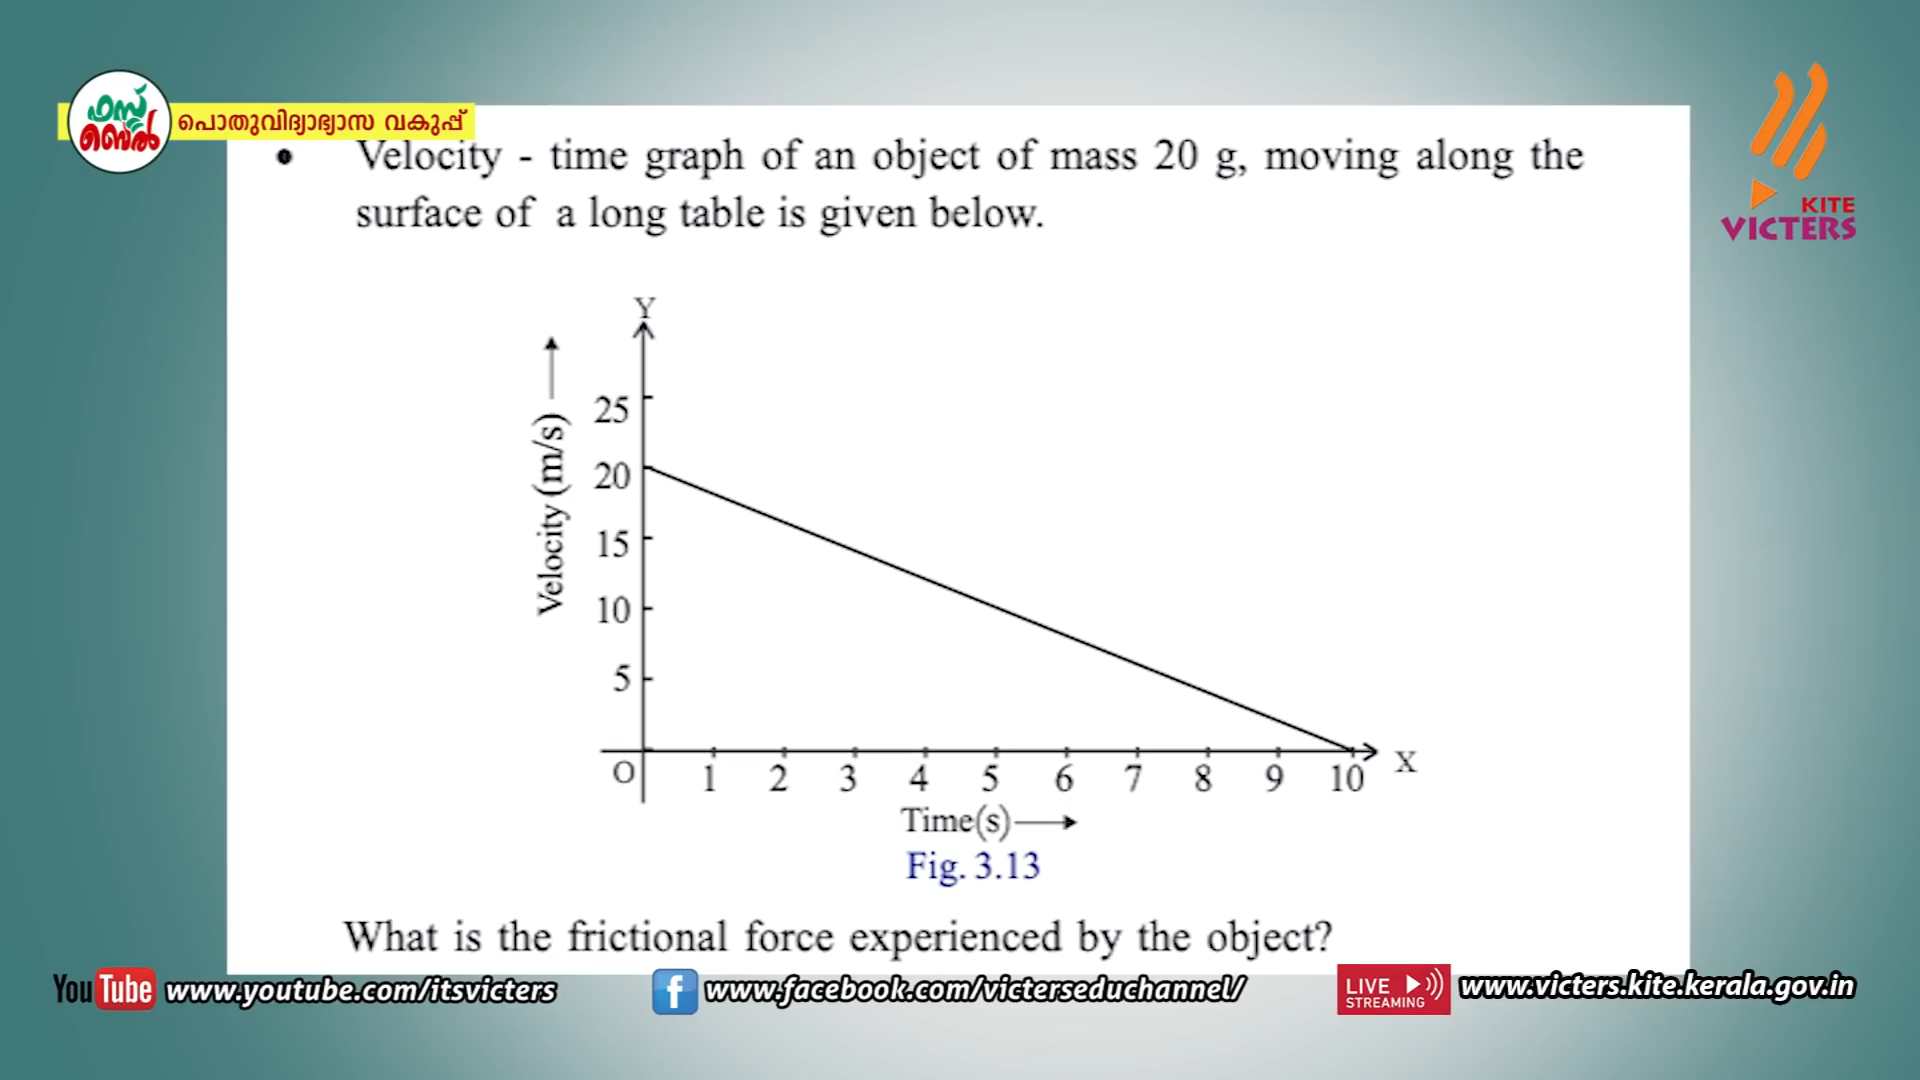 ഫസ്റ്റ്
ബെൽ
പൊതുവിദ്യാഭ്യാസ വകുപ്പ്
KITE
VICTERS
• Velocity - time graph of an object of mass 20 g, moving along the
surface of a long table is given below.
Y
Velocity (m/s)
25
20
15
10
5
O
1 2 3 4 5 6 7 8 9 10
X
Time(s)
Fig. 3.13
What is the frictional force experienced by the object?
YouTube www.youtube.com/itsvicters
f www.facebook.com/victerseduchannel/
LIVE
STREAMING
www.victers.kite.kerala.gov.in